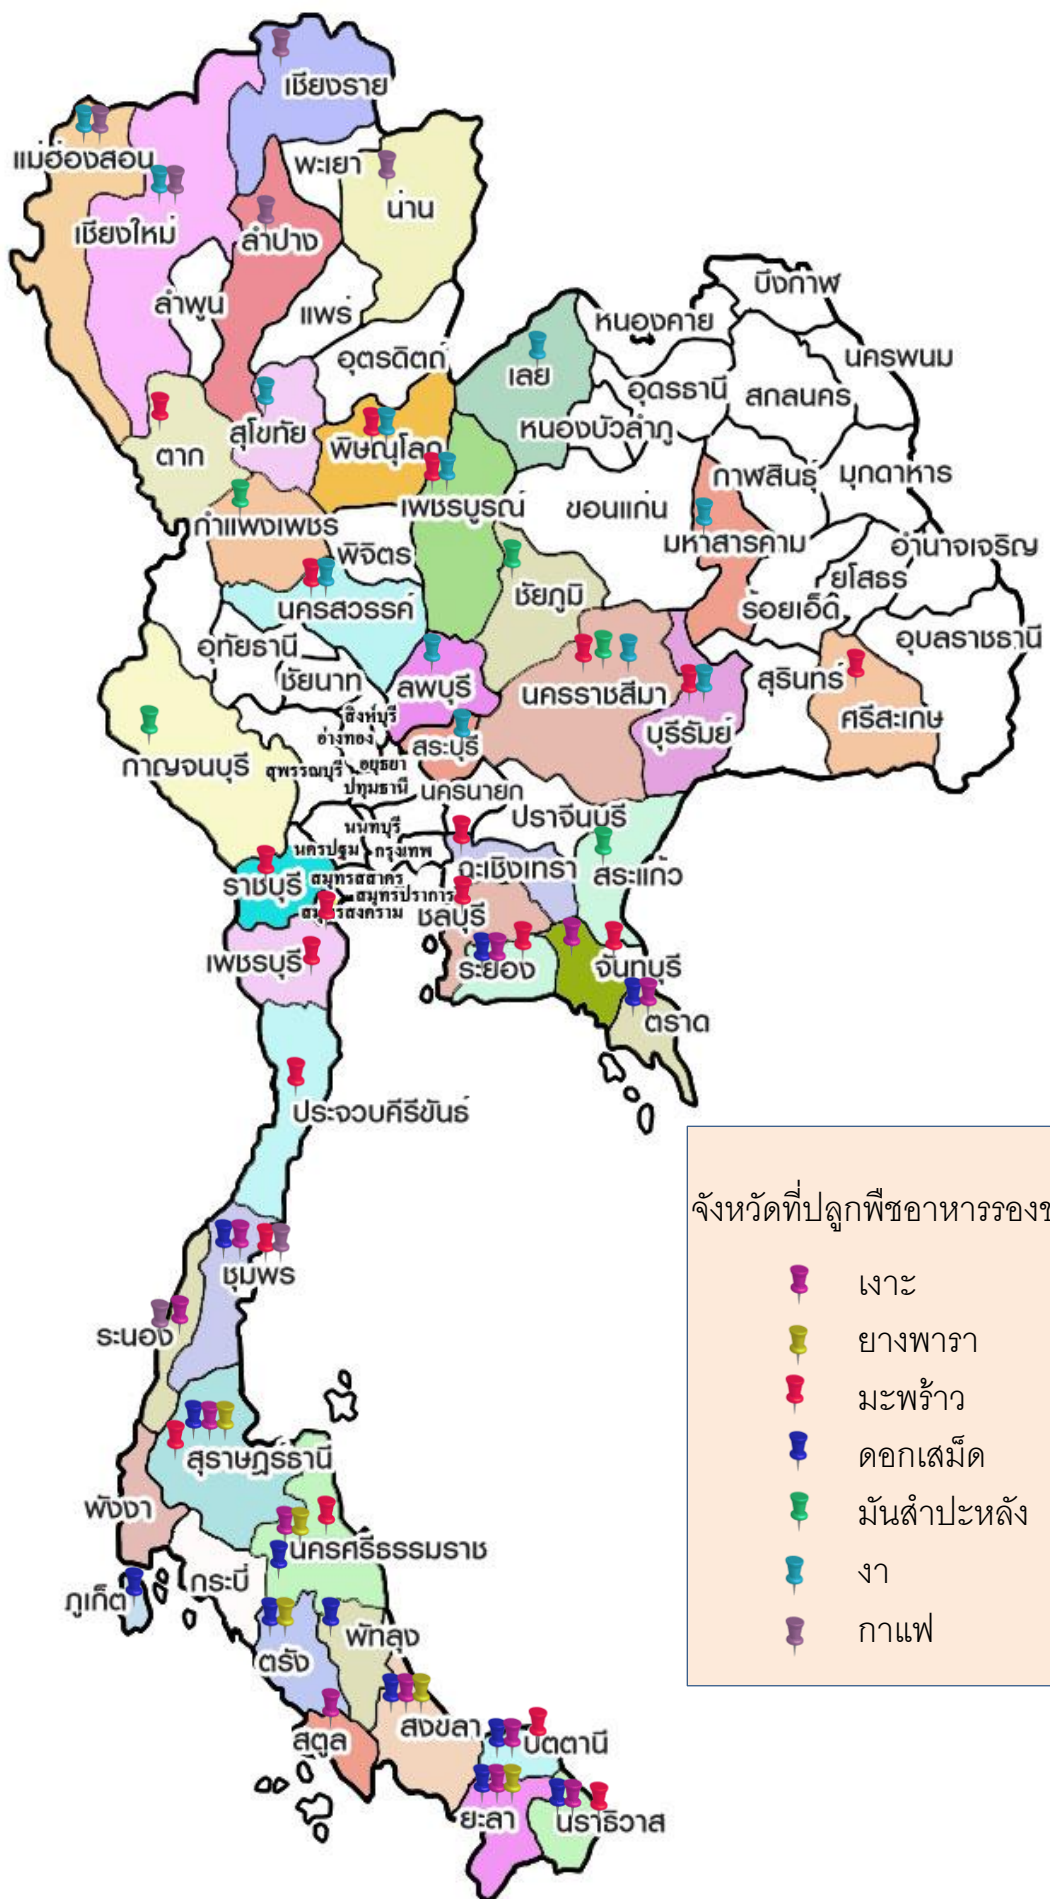 เชียงราย
พะเยา
แม่ฮ่องสอน
น่าน
เชียงใหม่
ลำปาง
ลำพูน
แพร่
อุตรดิตถ์
บึงกาฬ
หนองคาย
นครพนม
เลย
อุดรธานี
สกลนคร
หนองบัวลำภู
สุโขทัย
พิษณุโลก
ตาก
กาฬสินธุ์
มุกดาหาร
เพชรบูรณ์
ขอนแก่น
กำแพงเพชร
พิจิตร
มหาสารคาม
อำนาจเจริญ
ชัยภูมิ
ยโสธร
นครสวรรค์
ร้อยเอ็ด
อุบลราชธานี
อุทัยธานี
ชัยนาท
ลพบุรี
นครราชสีมา
สุรินทร์
ศรีสะเกษ
สิงห์บุรี
อ่างทอง
สระบุรี
บุรีรัมย์
กาญจนบุรี
สุพรรณบุรี
อยุธยา
ปทุมธานี
นครนายก
ปราจีนบุรี
นนทบุรี
นครปฐม
กรุงเทพ
ฉะเชิงเทรา
สระแก้ว
ราชบุรี
สมุทรสสาคร
สมุทรปราการ
สมุทรสงคราม
ชลบุรี
เพชรบุรี
ระยอง
จันทบุรี
ตราด
ประจวบคีรีขันธ์
จังหวัดที่ปลูกพืชอาหารรองข
เงาะ
ยางพารา
มะพร้าว
ดอกเสม็ด
มันสำปะหลัง
งา
กาแฟ
ชุมพร
ระนอง
สุราษฎร์ธานี
พังงา
นครศรีธรรมราช
กระบี่
ภูเก็ต
พัทลุง
ตรัง
สงขลา
สตูล
ปัตตานี
ยะลา
นราธิวาส